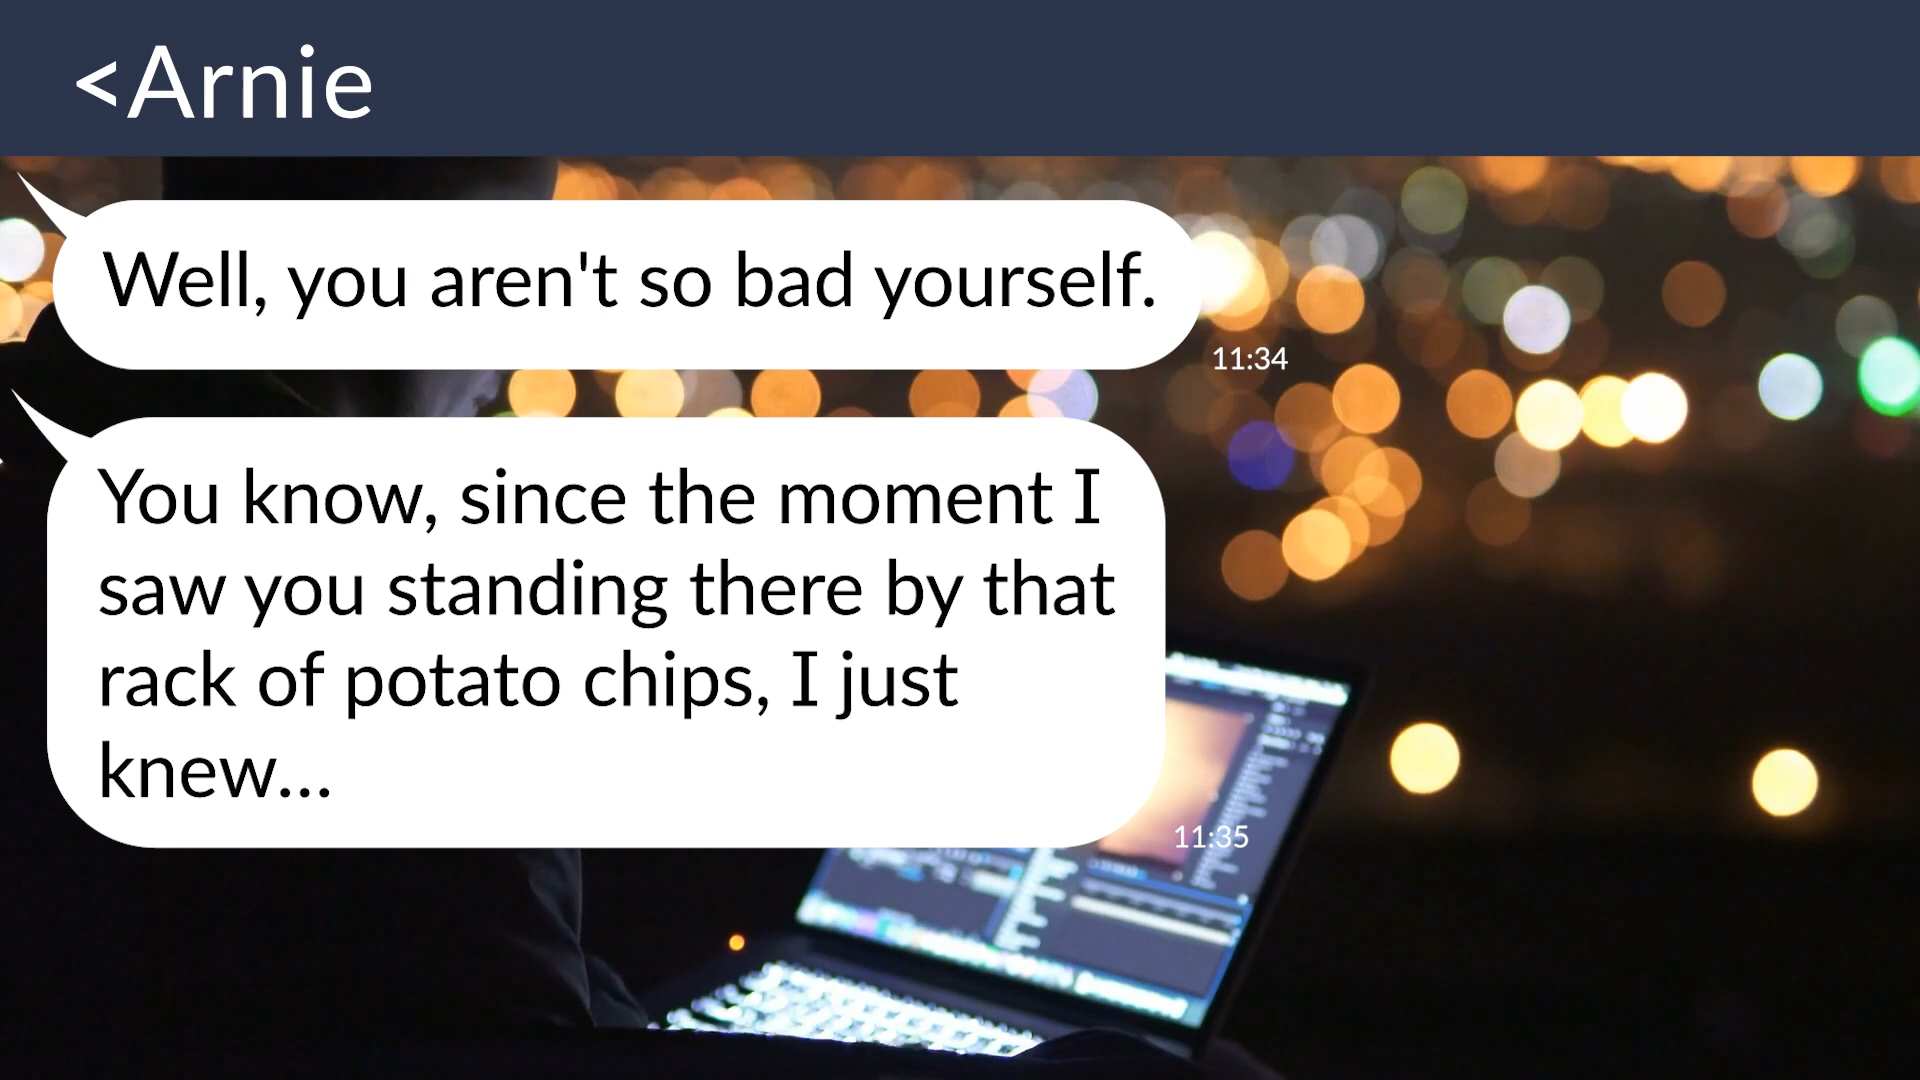 <Arnie
Well, you aren't so bad yourself.
11:34
You know, since the moment I
saw you standing there by that
rack of potato chips, I just
knew...
11:35